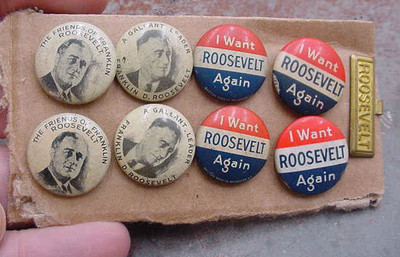 THE FRIENDS OF FRANKLIN
ROOSEVELT
A GALLANT LEADER
FRANKLIN D. ROOSEVELT
I Want
ROOSEVELT
Again
I Want
ROOSEVELT
Again
ROOSEVELT
THE FRIENDS OF FRANKLIN
ROOSEVELT
A GALLANT LEADER
FRANKLIN D. ROOSEVELT
I Want
ROOSEVELT
Again
I Want
ROOSEVELT
Again